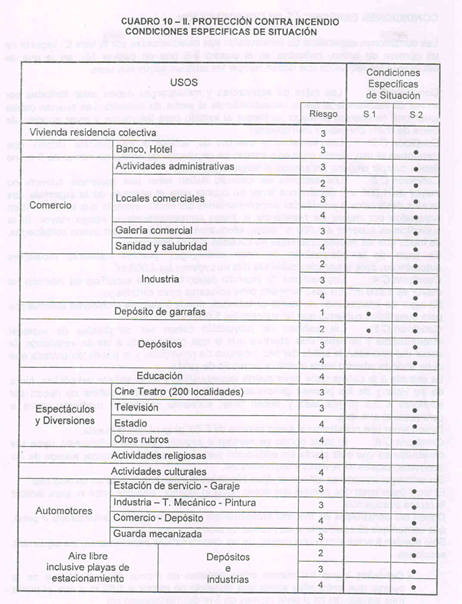 CUADRO 10 – II. PROTECCIÓN CONTRA INCENDIO
CONDICIONES ESPECIFICAS DE SITUACIÓN
USOS
Condiciones
Específicas
de Situación
Riesgo S 1 S 2
Vivienda residencia colectiva 3
Comercio
Banco, Hotel 3 •
Actividades administrativas 3 •
Locales comerciales
2 •
3 •
4 •
Galería comercial 3 •
Sanidad y salubridad 4 •
Industria
2 •
3 •
4 •
Depósito de garrafas 1 • •
Depósitos
2 • •
3 •
4 •
Educación 4
Espectáculos
y Diversiones
Cine Teatro (200 localidades) 3
Televisión 3 •
Estadio 4 •
Otros rubros 4 •
Actividades religiosas 4
Actividades culturales 4
Automotores
Estación de servicio - Garaje 3 •
Industria – T. Mecánico - Pintura 3 •
Comercio - Depósito 4 •
Guarda mecanizada 3 •
Aire libre
inclusive playas de
estacionamiento
Depósitos
e
industrias
2 •
3 •
4 •